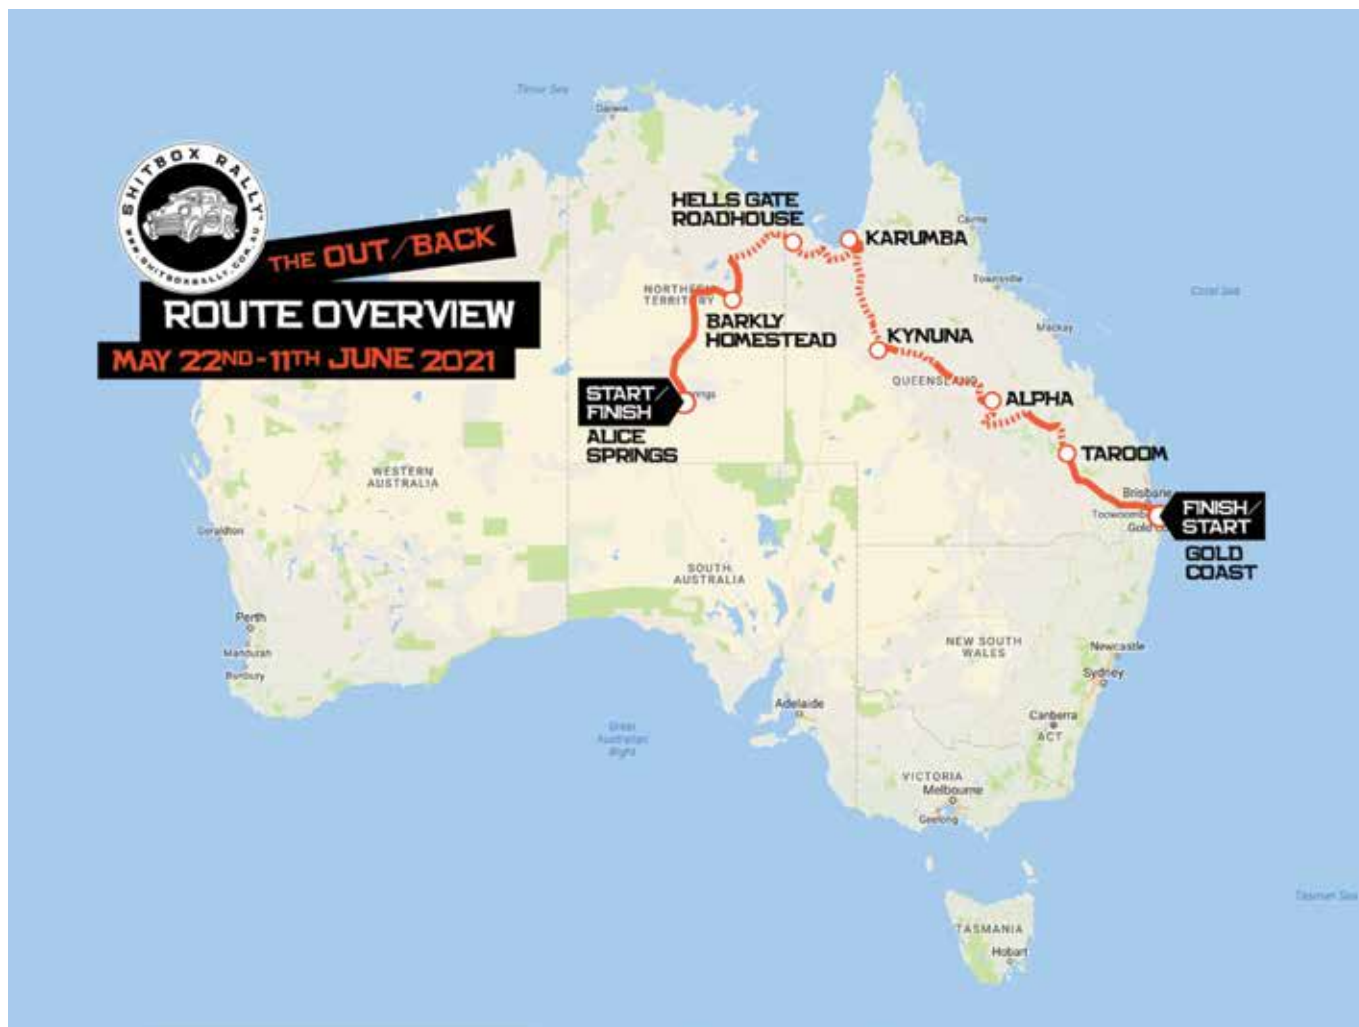 Timor Sea
Darwin
SHITBOX RALLY
WWW.SHITBOXRALLY.COM.AU
THE OUT/BACK
ROUTE OVERVIEW
MAY 22ND-11TH JUNE 2021
HELLS GATE
ROADHOUSE
KARUMBA
Cairns
Townsville
Coral Sea
NORTHERN
TERRITORY
BARKLY
HOMESTEAD
Mackay
KYNUNA
QUEENSLAND
START/
FINISH
ALICE
SPRINGS
rings
ALPHA
TAROOM
WESTERN
AUSTRALIA
Brisbane
Toowoomb
Gold
FINISH/
START
GOLD
COAST
Geraldton
SOUTH
AUSTRALIA
Perth
Mandurah
Bunbury
NEW SOUTH
WALES
Newcastle
Sydney
Adelaide
Canberra
ACT
Great
Australian
Bight
VICTORIA
Melbourne
Geelong
Tasman Sea
TASMANIA
Hobart